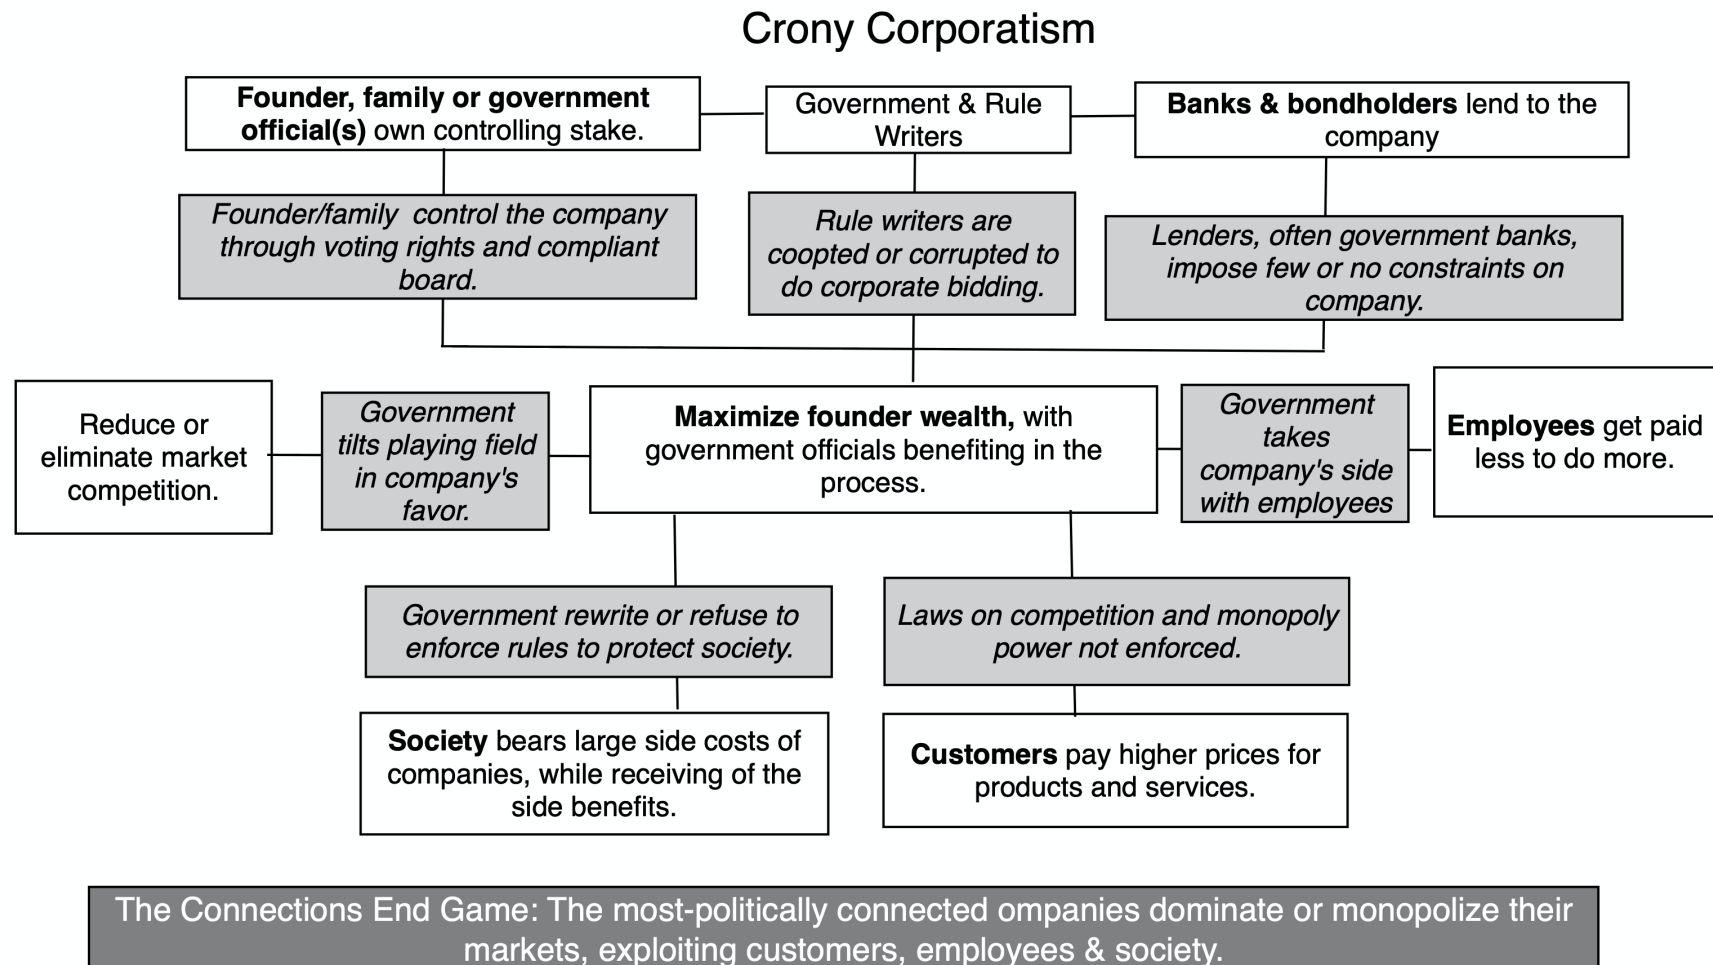 Crony Corporatism
Founder, family or government
official(s) own controlling stake.
Government & Rule
Writers
Banks & bondholders lend to the
company
Founder/family control the company
through voting rights and compliant
board.
Rule writers are
coopted or corrupted to
do corporate bidding.
Lenders, often government banks,
impose few or no constraints on
company.
Reduce or
eliminate market
competition.
Government
tilts playing field
in company's
favor.
Maximize founder wealth, with
government officials benefiting in the
process.
Government
takes
company's side
with employees
Employees get paid
less to do more.
Government rewrite or refuse to
enforce rules to protect society.
Laws on competition and monopoly
power not enforced.
Society bears large side costs of
companies, while receiving of the
side benefits.
Customers pay higher prices for
products and services.
The Connections End Game: The most-politically connected ompanies dominate or monopolize their
markets, exploiting customers, employees & society.